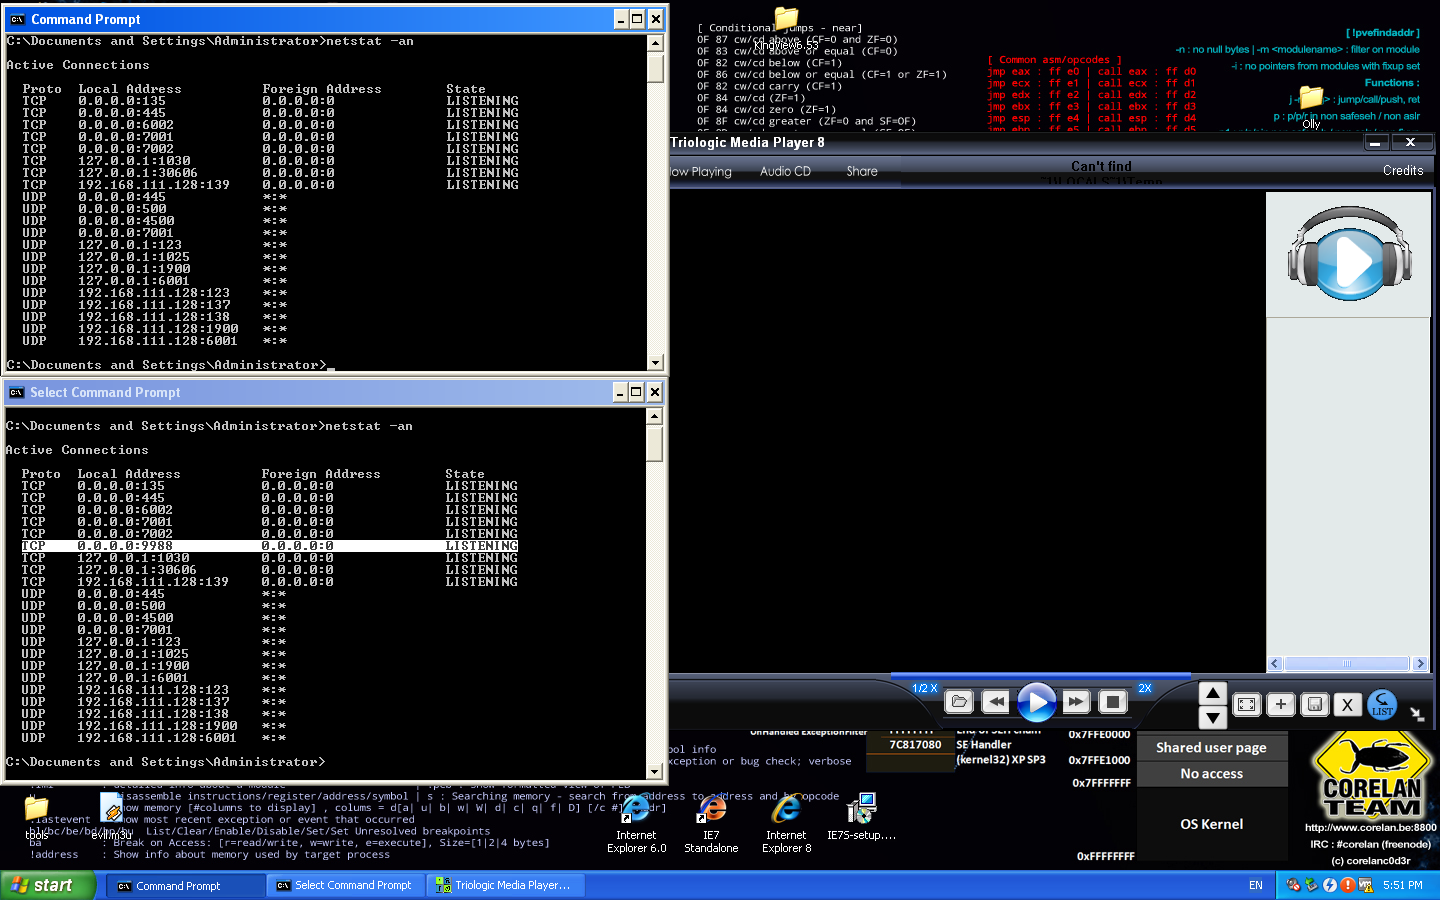 Command Prompt
C:\Documents and Settings\Administrator>netstat -an
Active Connections
Proto Local Address Foreign Address State
TCP 0.0.0.0:135 0.0.0.0:0 LISTENING
TCP 0.0.0.0:445 0.0.0.0:0 LISTENING
TCP 0.0.0.0:6002 0.0.0.0:0 LISTENING
TCP 0.0.0.0:7001 0.0.0.0:0 LISTENING
TCP 0.0.0.0:7002 0.0.0.0:0 LISTENING
TCP 127.0.0.1:1030 0.0.0.0:0 LISTENING
TCP 127.0.0.1:30606 0.0.0.0:0 LISTENING
TCP 192.168.111.128:139 0.0.0.0:0 LISTENING
UDP 0.0.0.0:445 *:*
UDP 0.0.0.0:500 *:*
UDP 0.0.0.0:4500 *:*
UDP 0.0.0.0:7001 *:*
UDP 127.0.0.1:123 *:*
UDP 127.0.0.1:1025 *:*
UDP 127.0.0.1:1900 *:*
UDP 127.0.0.1:6001 *:*
UDP 192.168.111.128:123 *:*
UDP 192.168.111.128:137 *:*
UDP 192.168.111.128:138 *:*
UDP 192.168.111.128:1900 *:*
UDP 192.168.111.128:6001 *:*
C:\Documents and Settings\Administrator>_
Select Command Prompt
C:\Documents and Settings\Administrator>netstat -an
Active Connections
Proto Local Address Foreign Address State
TCP 0.0.0.0:135 0.0.0.0:0 LISTENING
TCP 0.0.0.0:445 0.0.0.0:0 LISTENING
TCP 0.0.0.0:6002 0.0.0.0:0 LISTENING
TCP 0.0.0.0:7001 0.0.0.0:0 LISTENING
TCP 0.0.0.0:7002 0.0.0.0:0 LISTENING
TCP 0.0.0.0:9988 0.0.0.0:0 LISTENING
TCP 127.0.0.1:1030 0.0.0.0:0 LISTENING
TCP 127.0.0.1:30606 0.0.0.0:0 LISTENING
TCP 192.168.111.128:139 0.0.0.0:0 LISTENING
UDP 0.0.0.0:445 *:*
UDP 0.0.0.0:500 *:*
UDP 0.0.0.0:4500 *:*
UDP 0.0.0.0:7001 *:*
UDP 127.0.0.1:123 *:*
UDP 127.0.0.1:1025 *:*
UDP 127.0.0.1:1900 *:*
UDP 127.0.0.1:6001 *:*
UDP 192.168.111.128:123 *:*
UDP 192.168.111.128:137 *:*
UDP 192.168.111.128:138 *:*
UDP 192.168.111.128:1900 *:*
UDP 192.168.111.128:6001 *:*
C:\Documents and Settings\Administrator>
[ Conditional jumps - near]
OF 87 cw/cd above (CF=0 and ZF=0)
KingView6.53
OF 83 cw/cd above or equal (CF=0)
OF 82 cw/cd below (CF=1)
OF 86 cw/cd below or equal (CF=1 or ZF=1)
OF 82 cw/cd carry (CF=1)
OF 84 cw/cd (ZF=1)
OF 84 cw/cd zero (ZF=1)
OF 8F cw/cd greater (ZF=0 and SF=OF)
[ Common asm/opcodes ]
jmp eax : ff e0 | call eax : ff d0
jmp ecx : ff e1 | call ecx : ff d1
jmp edx : ff e2 | call edx : ff d2
jmp ebx : ff e3 | call ebx : ff d3
jmp esp : ff e4 | call esp : ff d4
jmp ebp : ff e5 | call ebp : ff d5
[ !pvefindaddr ]
-n : no null bytes | -m <modulename> : filter on module
-i : no pointers from modules with fixup set
Functions :
> : jump/call/push, ret
p : p/p/r in non safeseh / non aslr
Olly
Triologic Media Player 8
ow Playing Audio CD Share
Can't find
Credits
1/2 X 2X
LIST
X
End of SEH chain
7C817080 SE Handler
(kernel32) XP SP3
0x7FFE0000
0x7FFE1000
0x7FFFFFFF
0xFFFFFFFF
Shared user page
No access
OS Kernel
CORELAN
TEAM
http://www.corelan.be:8800
IRC : #corelan (freenode)
(c) corelanc0d3r
ol info
xception or bug check; verbose
isassemble instructions/register/address/symbol | s : Searching memory - search from address to address and opcode
how memory [#columns to display] , colums = d[a| u| b| w| W| d| c| q| f| D] [/c #]
.lastevent how most recent exception or event that occurred
bl/bc/be/bd/bp/bu List/Clear/Enable/Disable/Set/Set Unresolved breakpoints
ba : Break on Access: [r=read/write, w=write, e=execute], Size=[1|2|4 bytes]
!address : Show info about memory used by target process
tools
evil.m3u
Internet Explorer 6.0
IE7 Standalone
Internet Explorer 8
IE7S-setup....
start
Command Prompt
Select Command Prompt
Triologic Media Player...
EN
5:51 PM